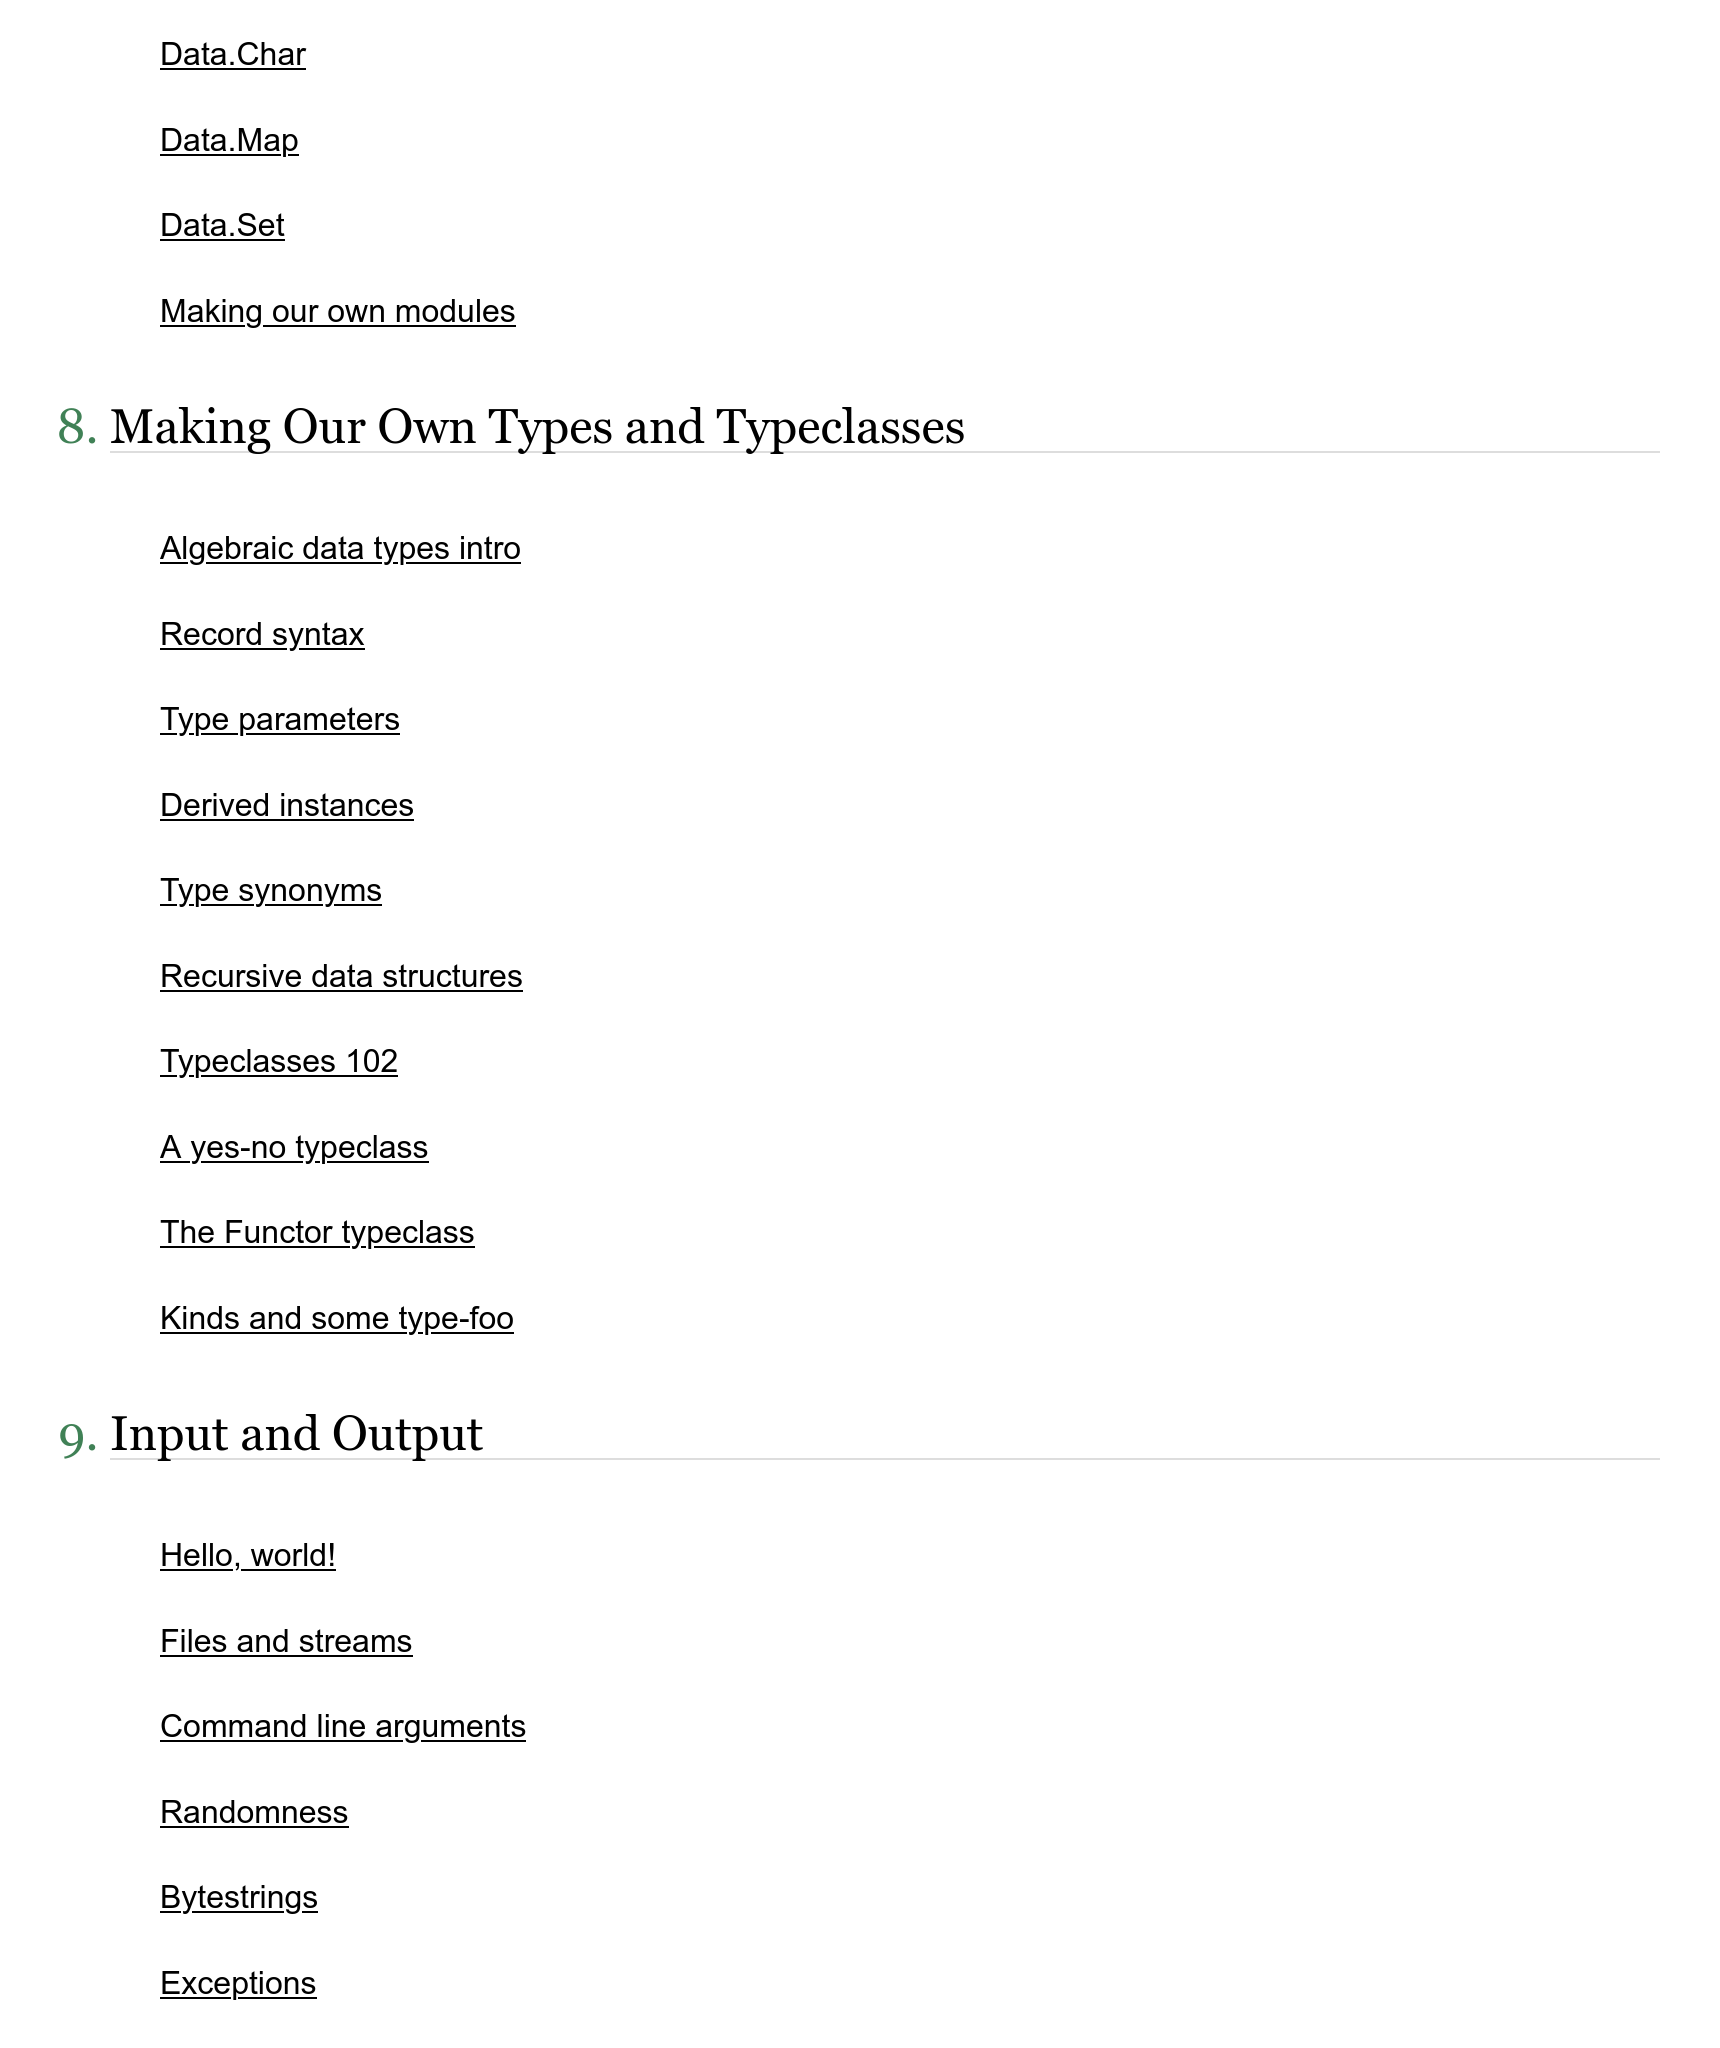 Data.Char
Data.Map
Data.Set
Making our own modules
8. Making Our Own Types and Typeclasses
Algebraic data types intro
Record syntax
Type parameters
Derived instances
Type synonyms
Recursive data structures
Typeclasses 102
A yes-no typeclass
The Functor typeclass
Kinds and some type-foo
9. Input and Output
Hello, world!
Files and streams
Command line arguments
Randomness
Bytestrings
Exceptions